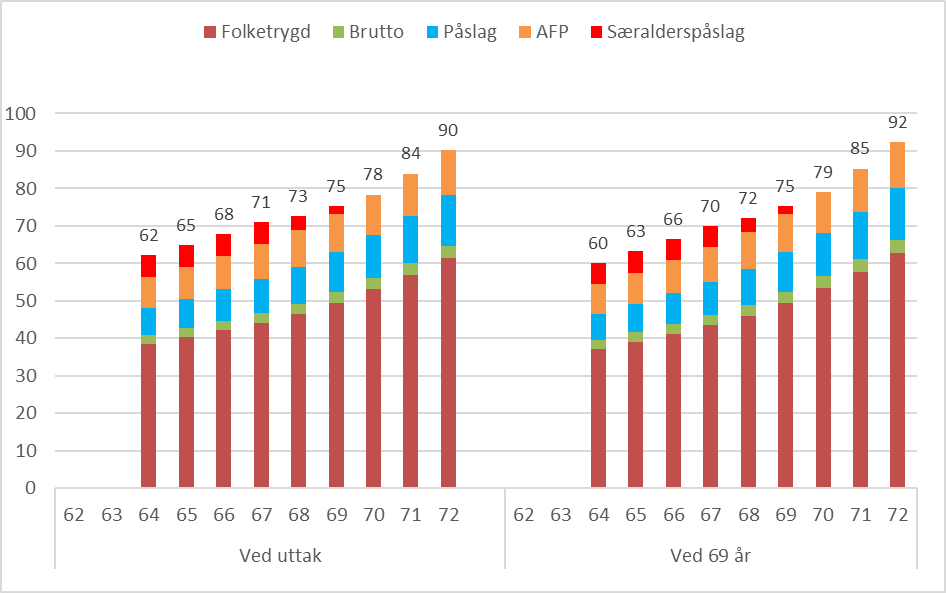 Folketrygd Brutto Påslag AFP Særalderspåslag
100
90
80
70
60
50
40
30
20
10
0
62 65 68 71 73 75 78 84 90
60 63 66 70 72 75 79 85 92
62 63 64 65 66 67 68 69 70 71 72 62 63 64 65 66 67 68 69 70 71 72
Ved uttak Ved 69 år